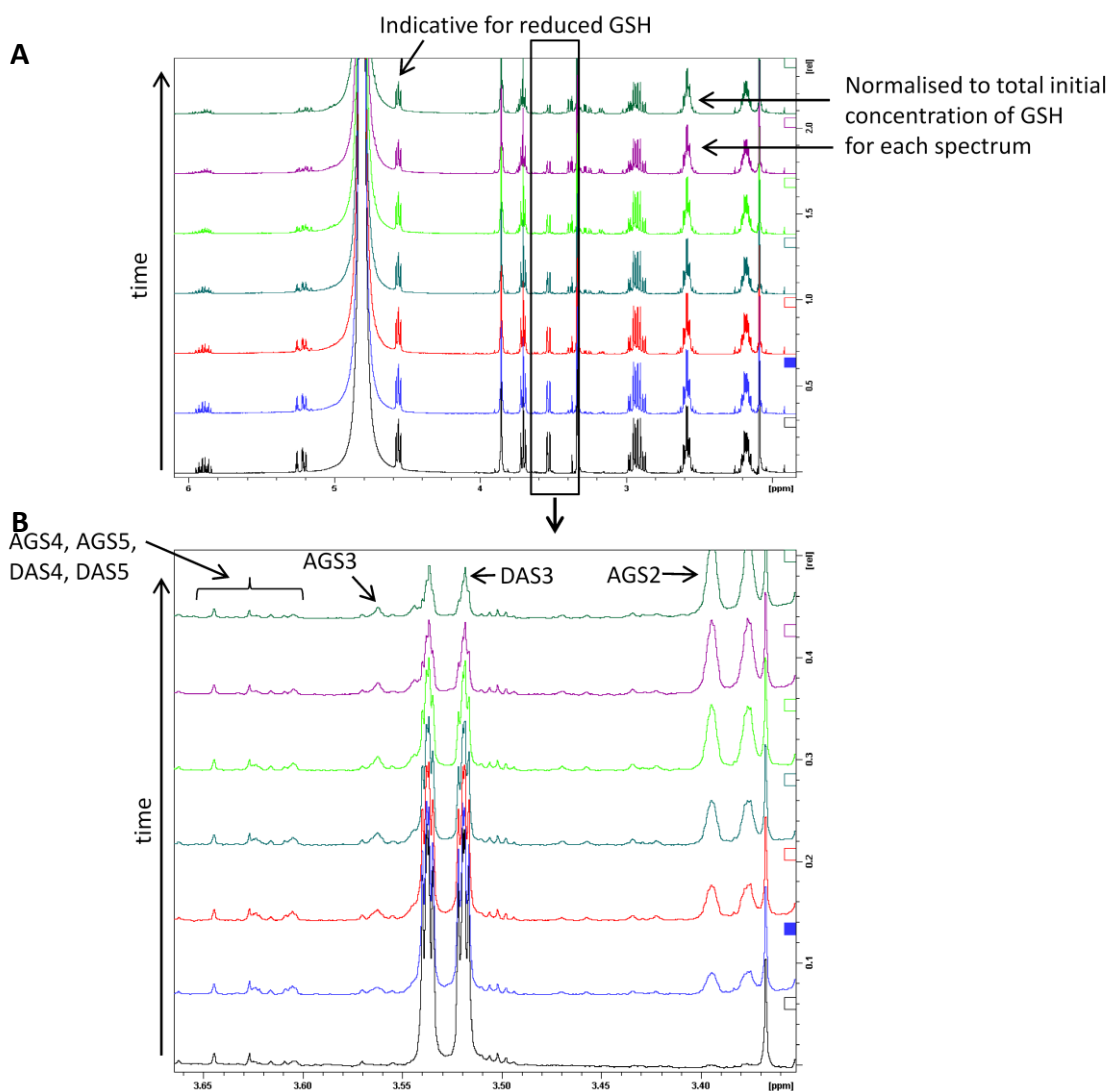 Indicative for reduced GSH
A
[rel]
Normalised to total initial
concentration of GSH
for each spectrum
time
2.0
1.5
1.0
0.5
6 5 4 3 [ppm]
B
AGS4, AGS5,
DAS4, DAS5
AGS3
DAS3
AGS2
[rel]
time
0.4
0.3
0.2
0.1
3.65 3.60 3.55 3.50 3.45 3.40 [ppm]